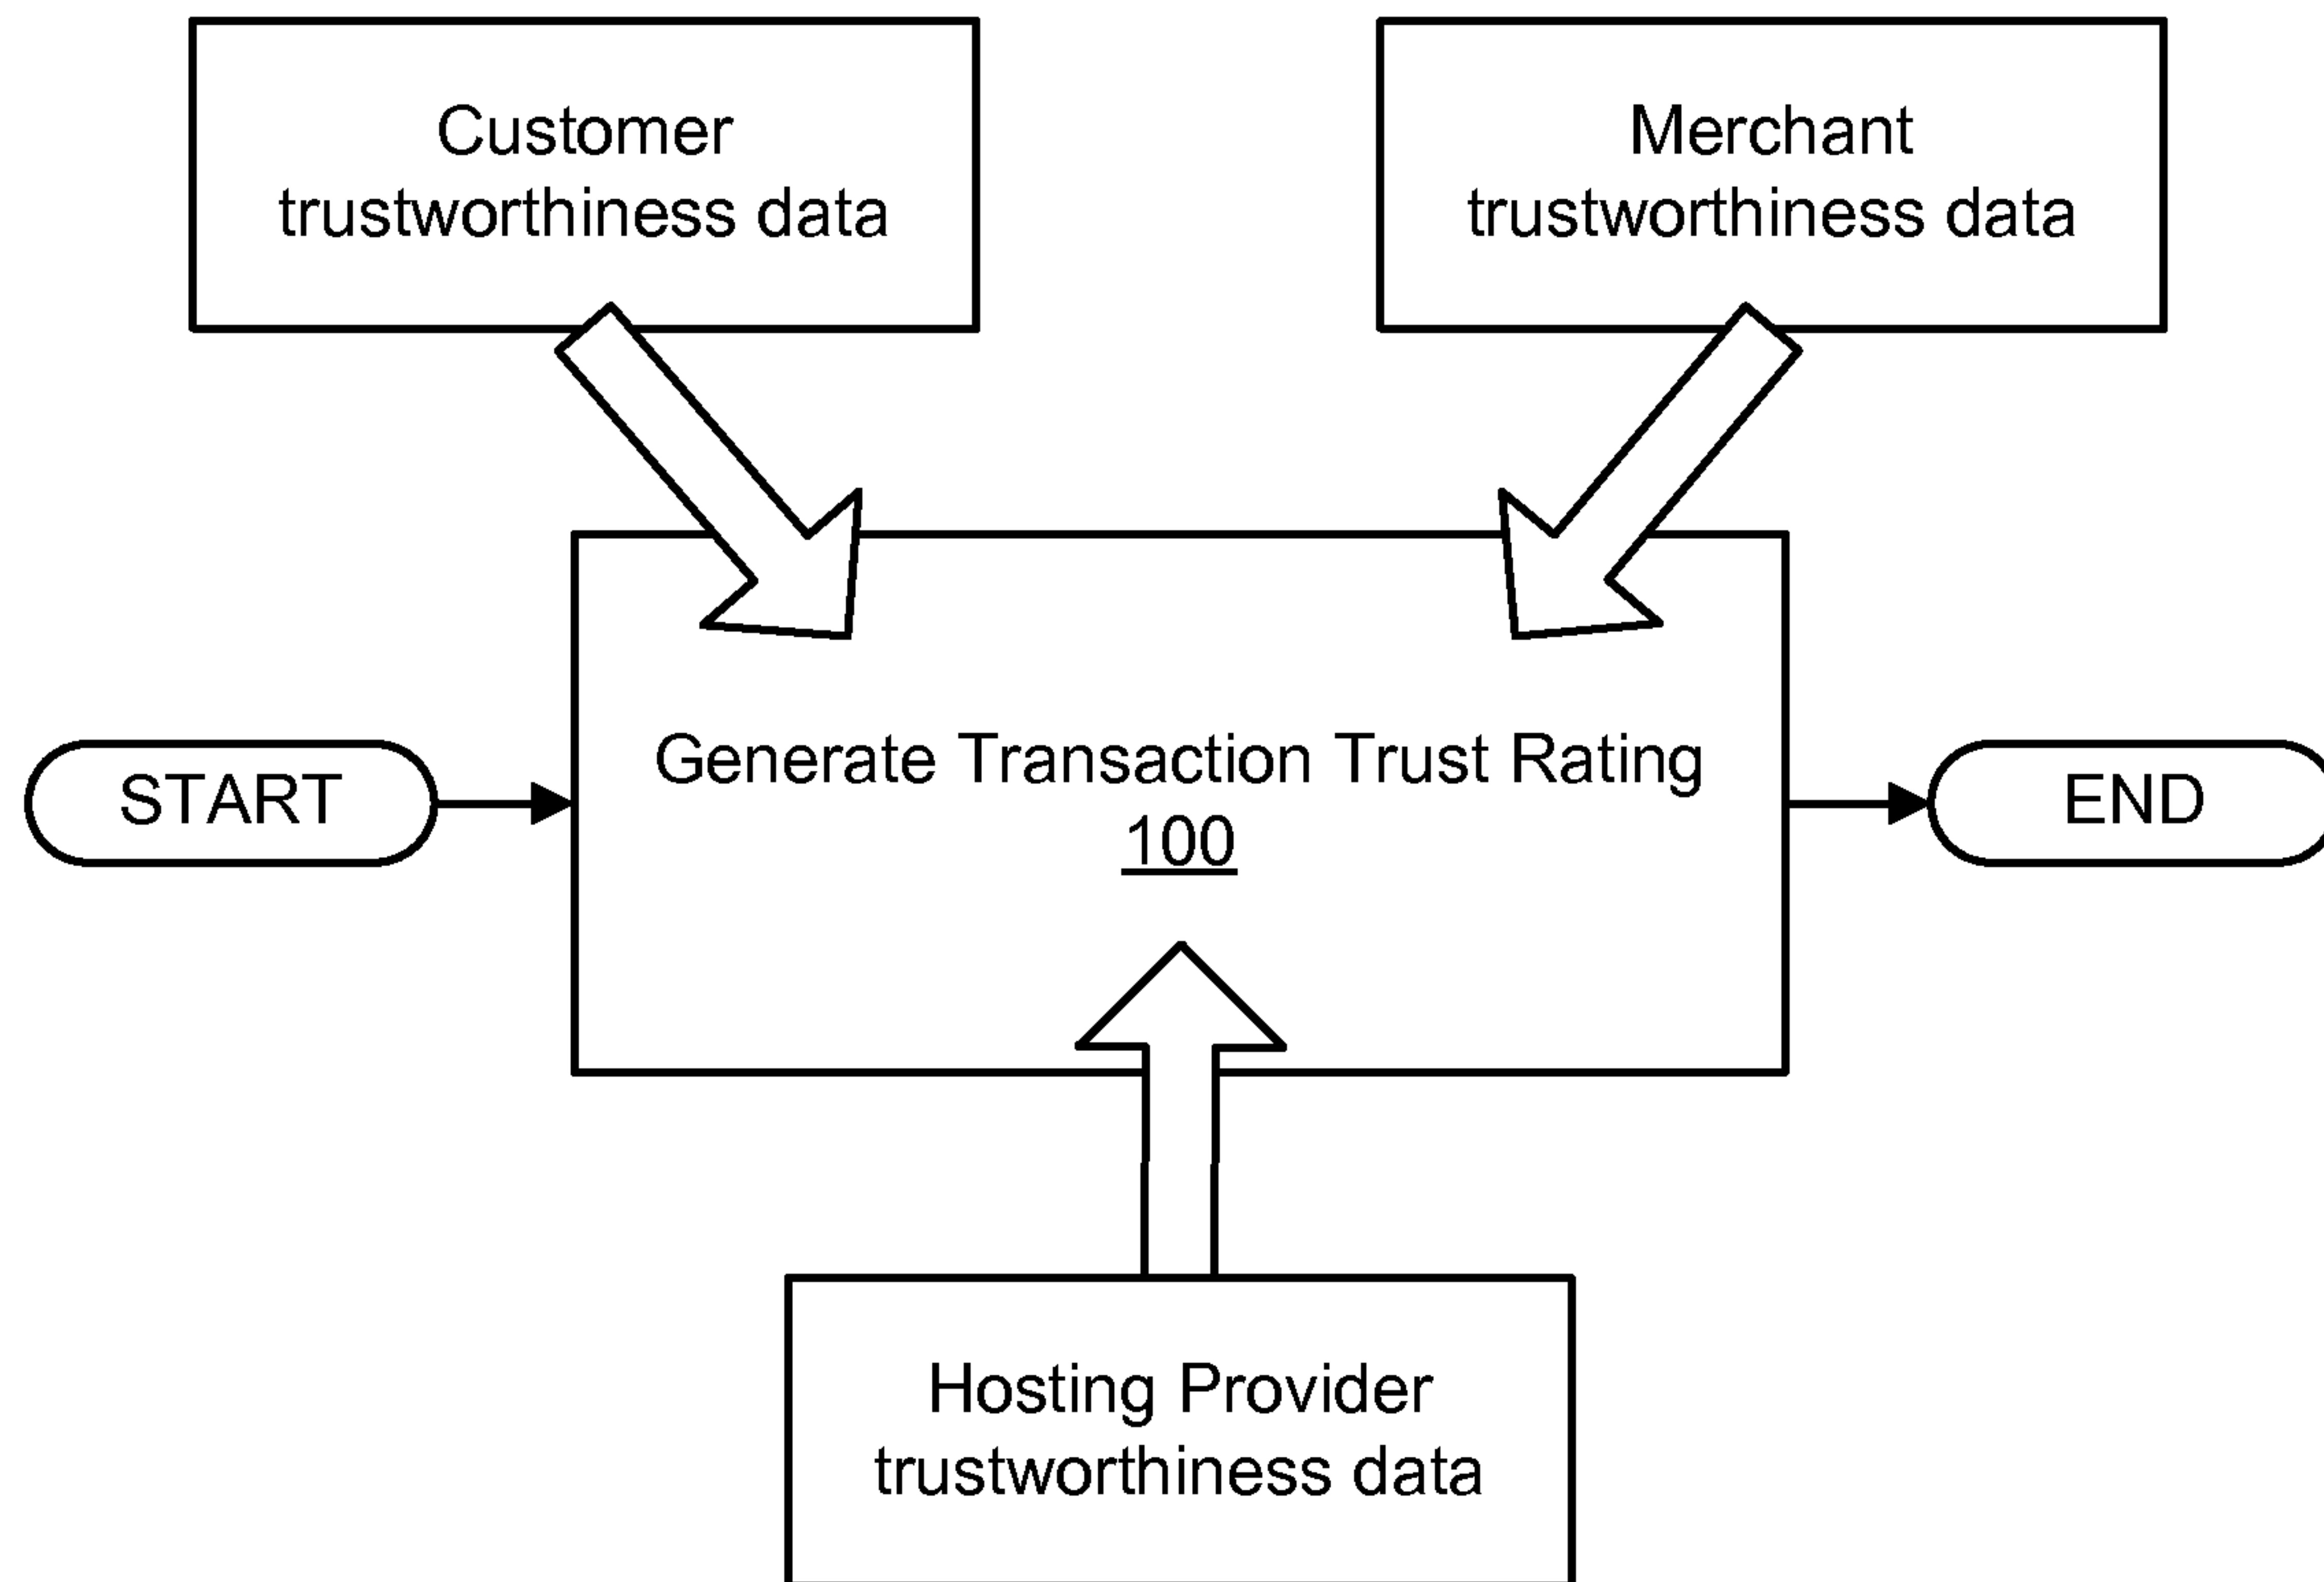 Customer
trustworthiness data
Merchant
trustworthiness data
START
Generate Transaction Trust Rating
100
END
Hosting Provider
trustworthiness data